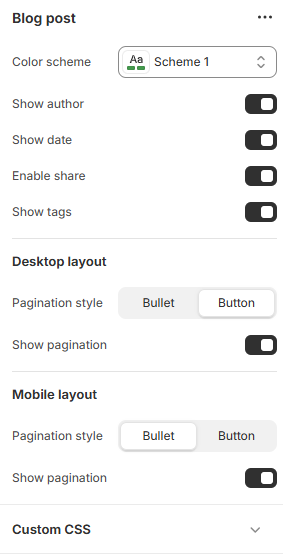 Blog post
Color scheme
Aa
Scheme 1
Show author
Show date
Enable share
Show tags
Desktop layout
Pagination style
Bullet
Button
Show pagination
Mobile layout
Pagination style
Bullet
Button
Show pagination
Custom CSS